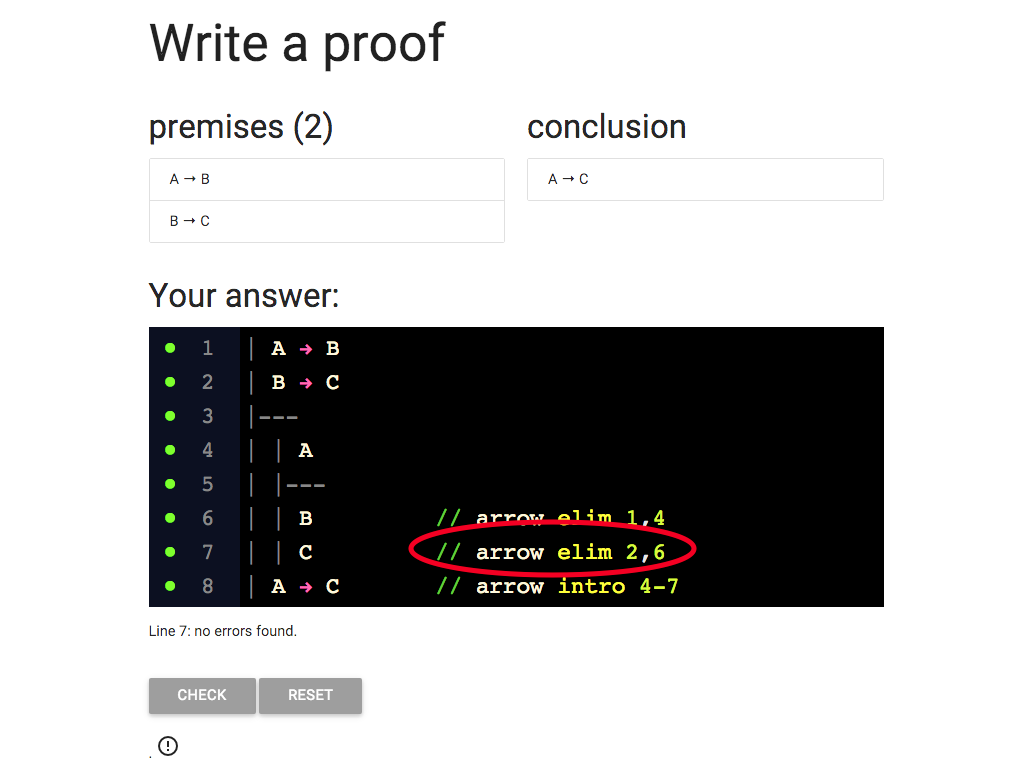 Write a proof
premises (2)
conclusion
A → B
B → C
A → C
Your answer:
1 | A → B
2 | B → C
3 |---
4 | | A
5 | |---
6 | | B // arrow elim 1,4
7 | | C // arrow elim 2,6
8 | A → C // arrow intro 4-7
Line 7: no errors found.
CHECK
RESET
.